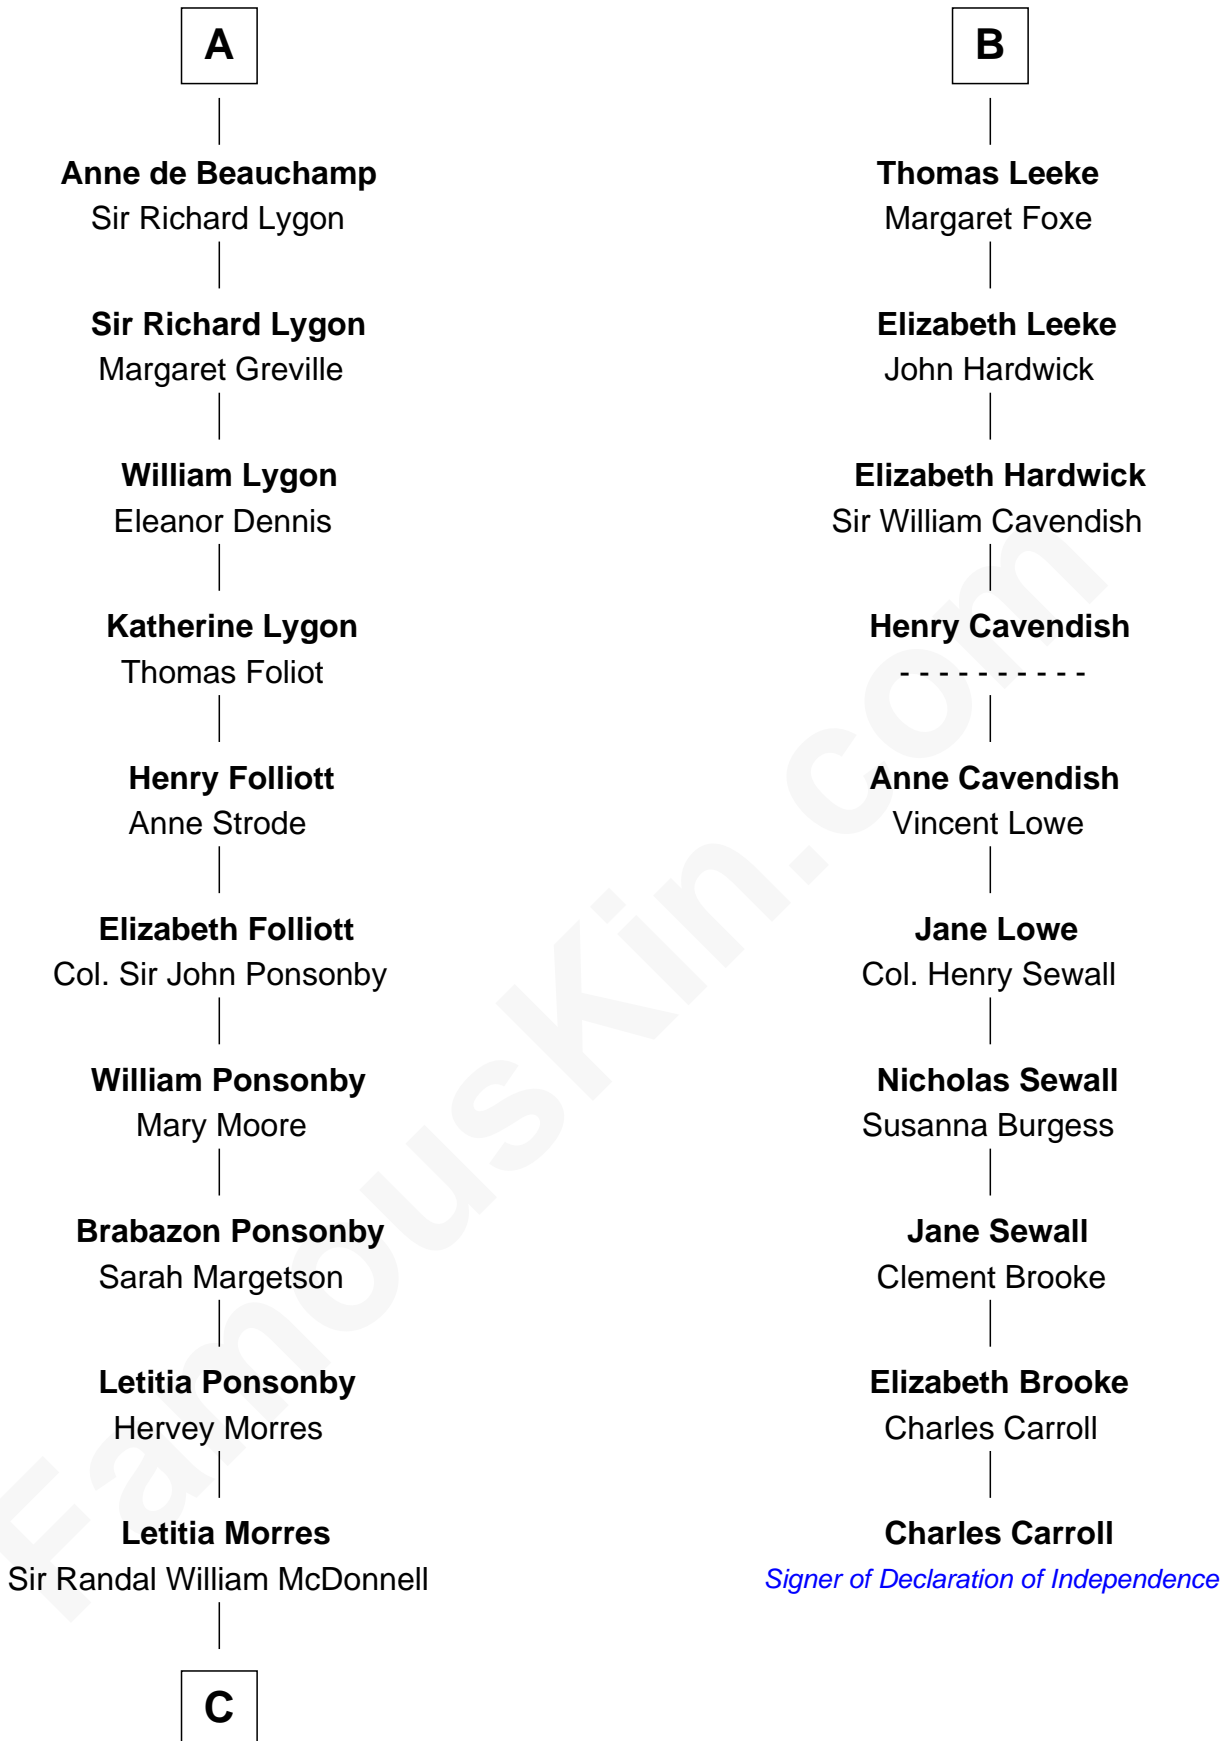 A
Anne de Beauchamp
Sir Richard Lygon
Sir Richard Lygon
Margaret Greville
William Lygon
Eleanor Dennis
Katherine Lygon
Thomas Foliot
Henry Folliott
Anne Strode
Elizabeth Folliott
Col. Sir John Ponsonby
William Ponsonby
Mary Moore
Brabazon Ponsonby
Sarah Margetson
Letitia Ponsonby
Hervey Morres
Letitia Morres
Sir Randal William McDonnell
C
B
Thomas Leeke
Margaret Foxe
Elizabeth Leeke
John Hardwick
Elizabeth Hardwick
Sir William Cavendish
Henry Cavendish
- - - - - - - - - -
Anne Cavendish
Vincent Lowe
Jane Lowe
Col. Henry Sewall
Nicholas Sewall
Susanna Burgess
Jane Sewall
Clement Brooke
Elizabeth Brooke
Charles Carroll
Charles Carroll
Signer of Declaration of Independence
FamousKin.com